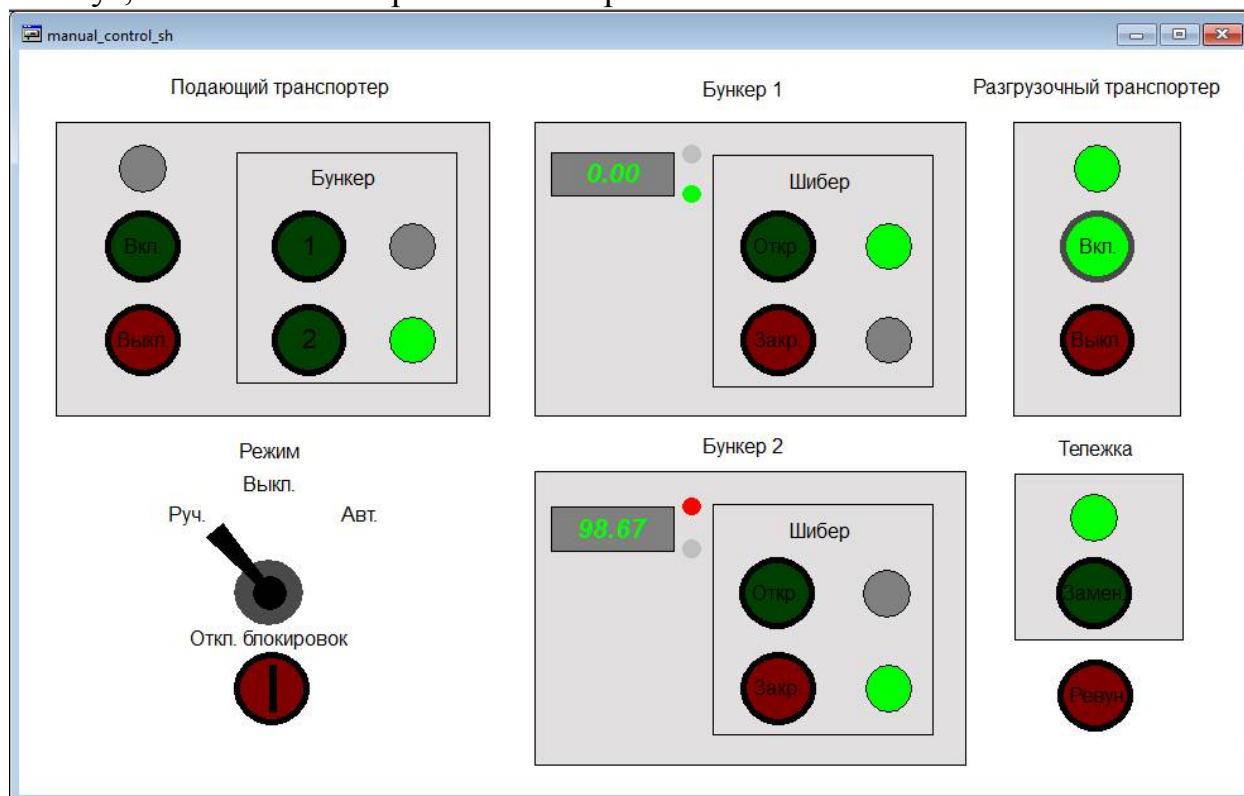 manual_control_sh
Подающий транспортер
Бункер 1
Разгрузочный транспортер
Бункер
0.00
Шибер
Вкл.
1
Откр.
Вкл.
Выкл.
2
Закр.
Выкл.
Режим
Выкл.
Руч.
Авт.
Бункер 2
Тележка
98.67
Шибер
Откр.
Замен.
Откл. блокировок
Закр.
Ревун